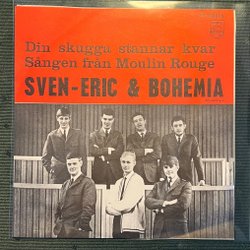 Din skugga stannar kvar
Sången från Moulin Rouge
SVEN-ERIC & BOHEMIA